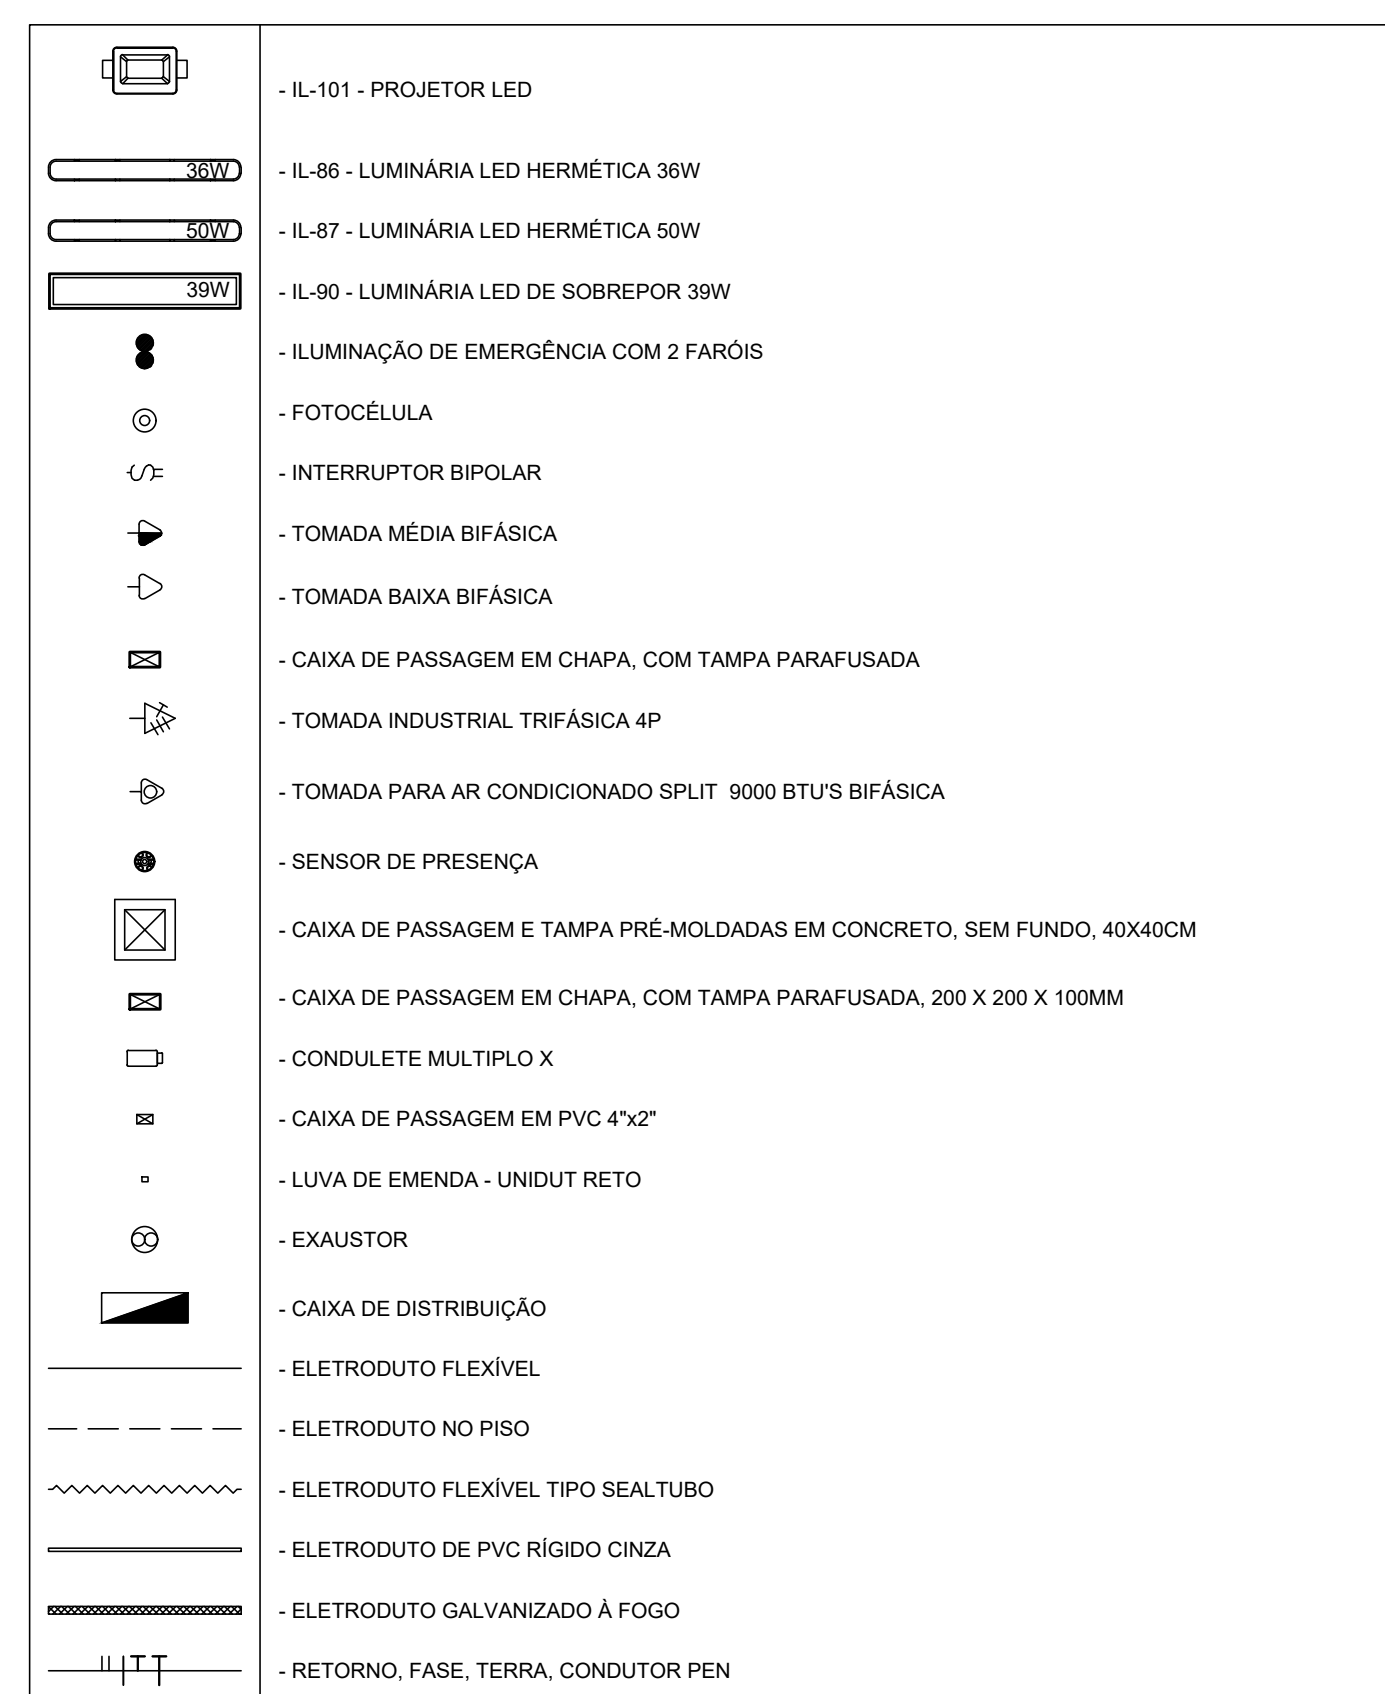 - IL-101 - PROJETOR LED
36W - IL-86 - LUMINÁRIA LED HERMÉTICA 36W
50W - IL-87 - LUMINÁRIA LED HERMÉTICA 50W
39W - IL-90 - LUMINÁRIA LED DE SOBREPOR 39W
- ILUMINAÇÃO DE EMERGÊNCIA COM 2 FARÓIS
- FOTOCÉLULA
- INTERRUPTOR BIPOLAR
- TOMADA MÉDIA BIFÁSICA
- TOMADA BAIXA BIFÁSICA
- CAIXA DE PASSAGEM EM CHAPA, COM TAMPA PARAFUSADA
- TOMADA INDUSTRIAL TRIFÁSICA 4P
- TOMADA PARA AR CONDICIONADO SPLIT  9000 BTU'S BIFÁSICA
- SENSOR DE PRESENÇA
- CAIXA DE PASSAGEM E TAMPA PRÉ-MOLDADAS EM CONCRETO, SEM FUNDO, 40X40CM
- CAIXA DE PASSAGEM EM CHAPA, COM TAMPA PARAFUSADA, 200 X 200 X 100MM
- CONDULETE MULTIPLO X
- CAIXA DE PASSAGEM EM PVC 4"x2"
- LUVA DE EMENDA - UNIDUT RETO
- EXAUSTOR
- CAIXA DE DISTRIBUIÇÃO
- ELETRODUTO FLEXÍVEL
- ELETRODUTO NO PISO
- ELETRODUTO FLEXÍVEL TIPO SEALTUBO
- ELETRODUTO DE PVC RÍGIDO CINZA
- ELETRODUTO GALVANIZADO À FOGO
- RETORNO, FASE, TERRA, CONDUTOR PEN